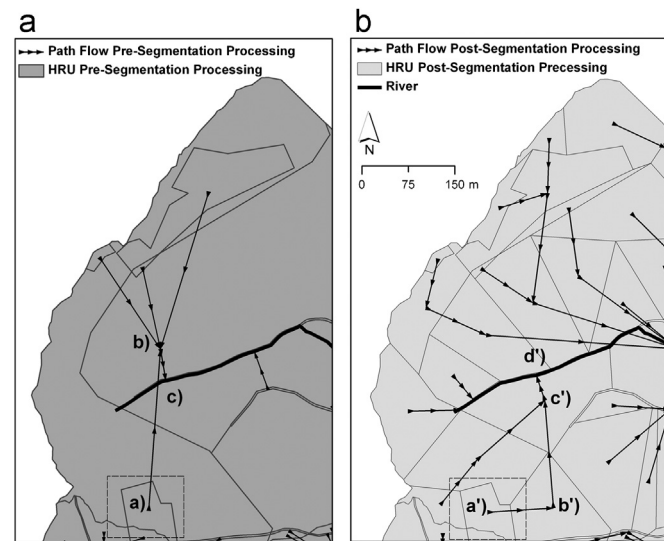 a
Path Flow Pre-Segmentation Processing
HRU Pre-Segmentation Processing
b)
c)
a)
b
Path Flow Post-Segmentation Processing
HRU Post-Segmentation Precessing
River
N
0 75 150 m
d')
c')
a') b')